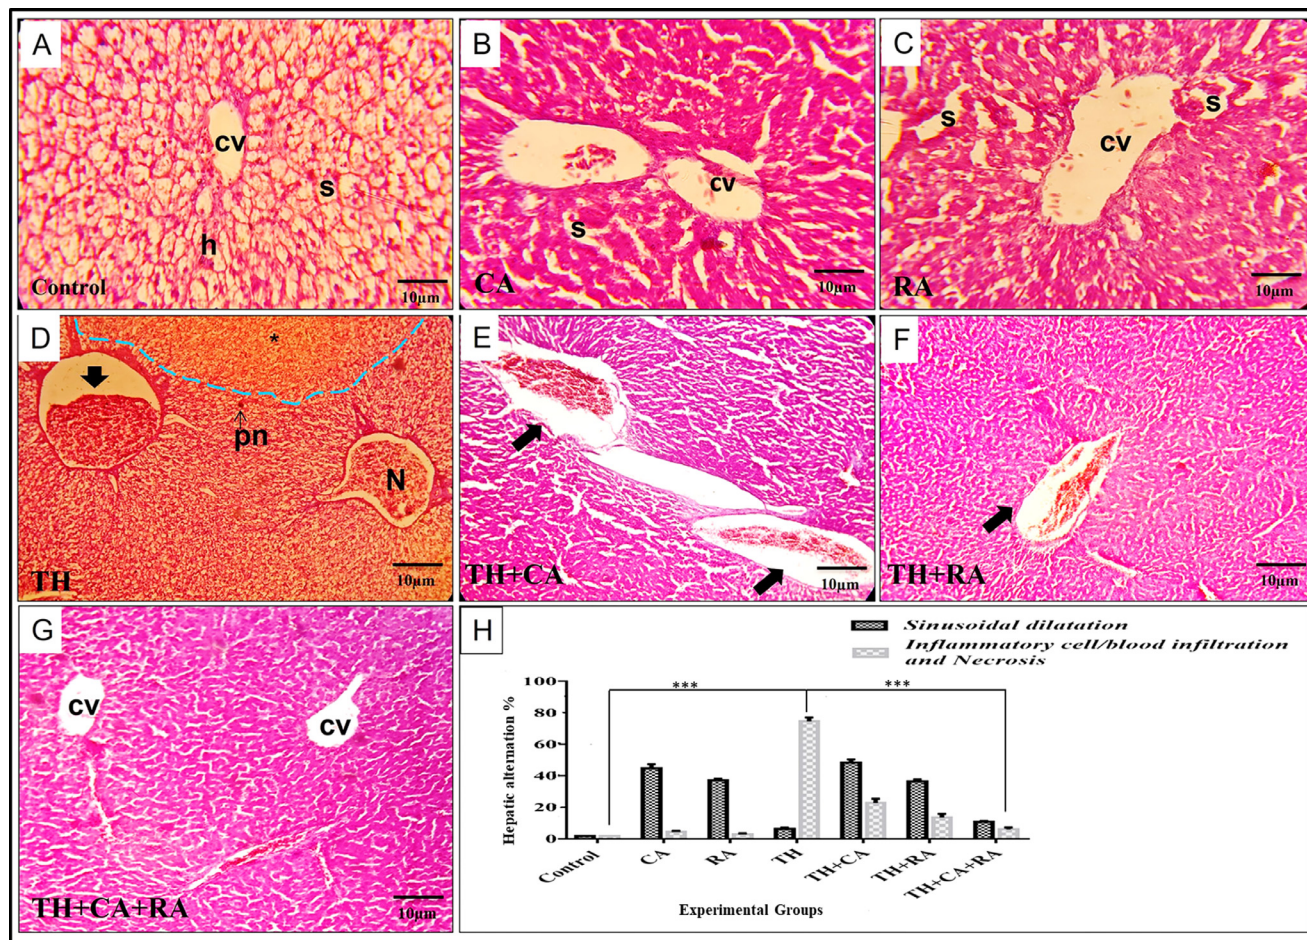 A
cv
s
h
Control
10μm
B
cv
s
CA
10μm
C
s
s
cv
RA
10μm
D
*
pn
N
TH
10μm
E
TH+CA
10μm
F
TH+RA
10μm
G
cv
cv
TH+CA+RA
10μm
H
Sinusoidal dilatation
Inflammatory cell/blood infiltration
and Necrosis
Hepatic alternation %
100
80
60
40
20
0
***
***
Control
CA
RA
TH
TH+CA
TH+RA
TH+CA+RA
Experimental Groups